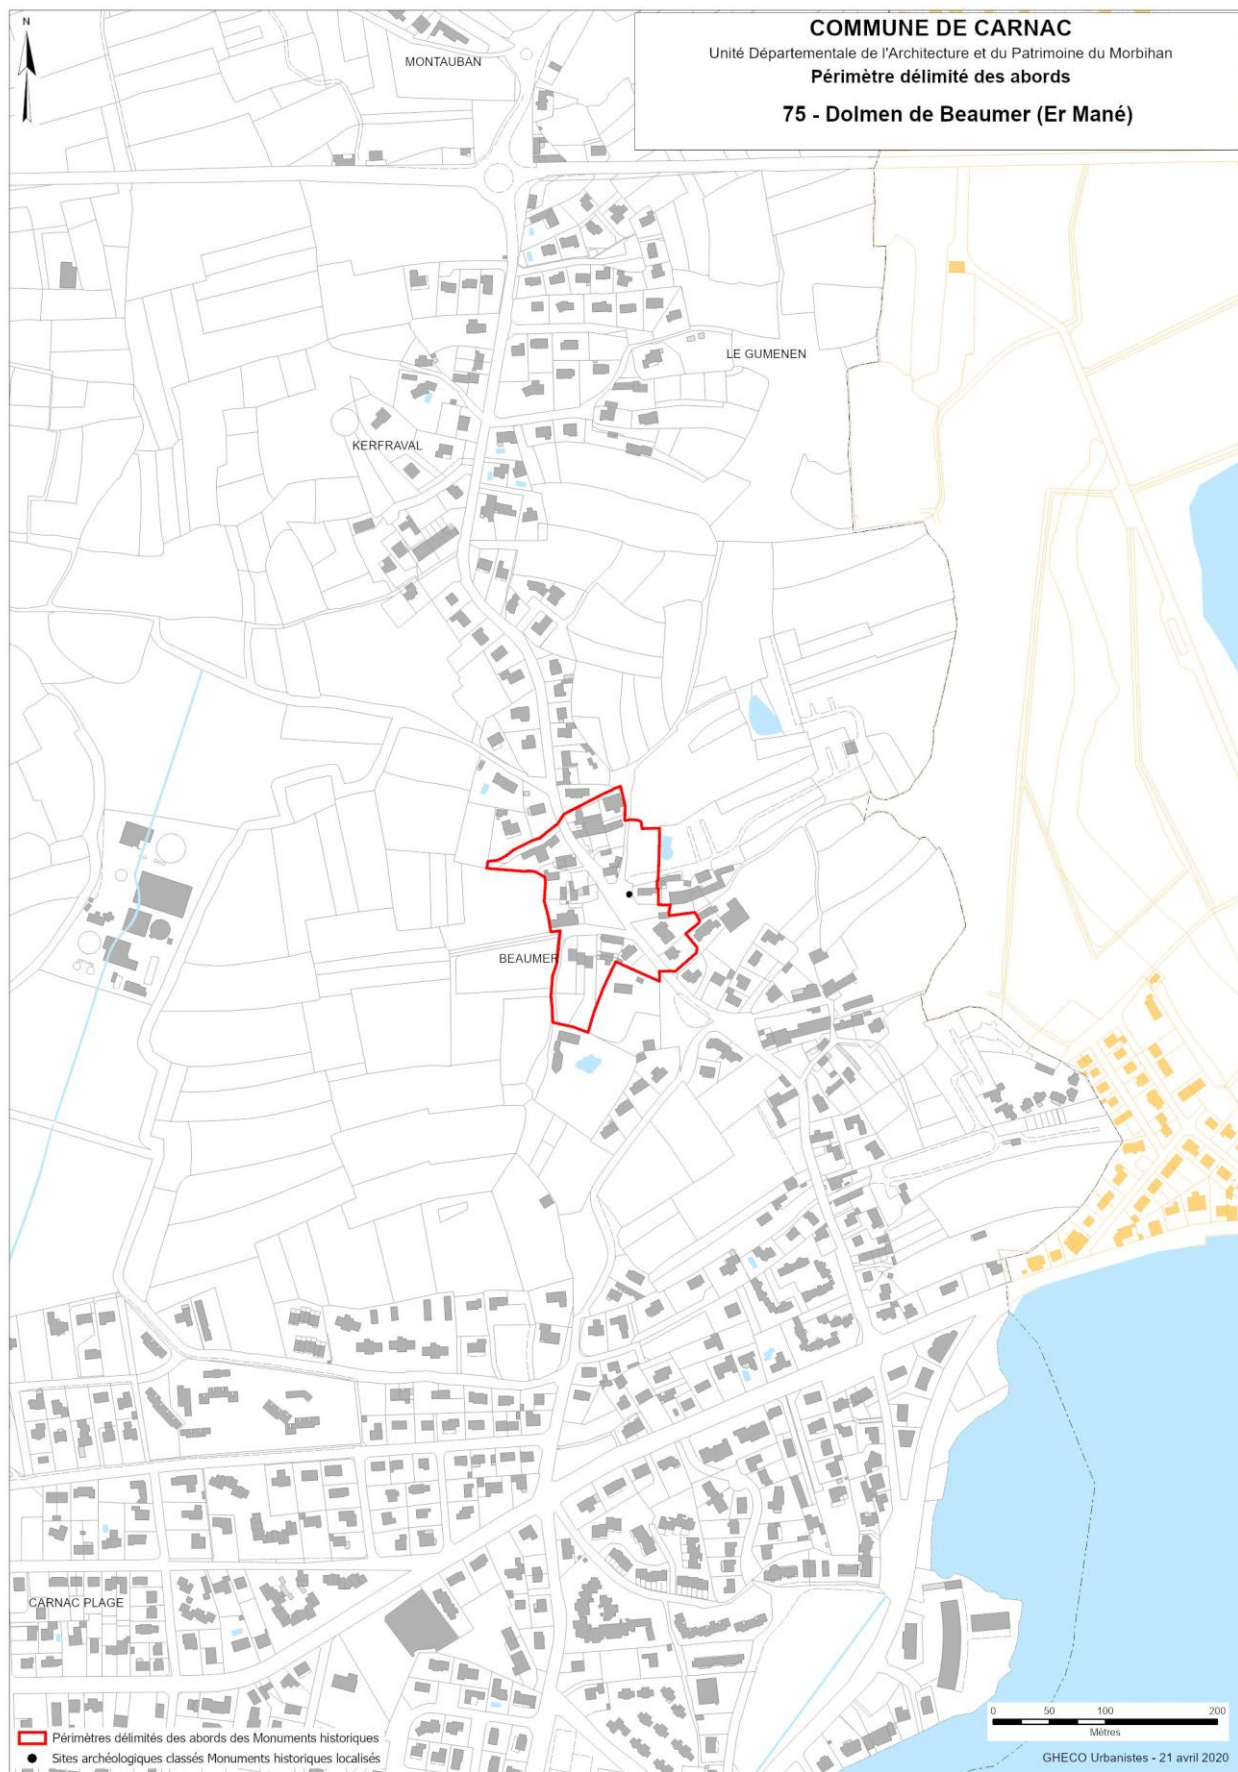 COMMUNE DE CARNAC
Unité Départementale de l'Architecture et du Patrimoine du Morbihan
Périmètre délimité des abords
75 - Dolmen de Beaumer (Er Mané)
N
MONTAUBAN
LE GUMENEN
KERFRAVAL
BEAUMER
CARNAC PLAGE
0 50 100 200
Mètres
Périmètres délimités des abords des Monuments historiques
Sites archéologiques classés Monuments historiques localisés
GHECO Urbanistes - 21 avril 2020